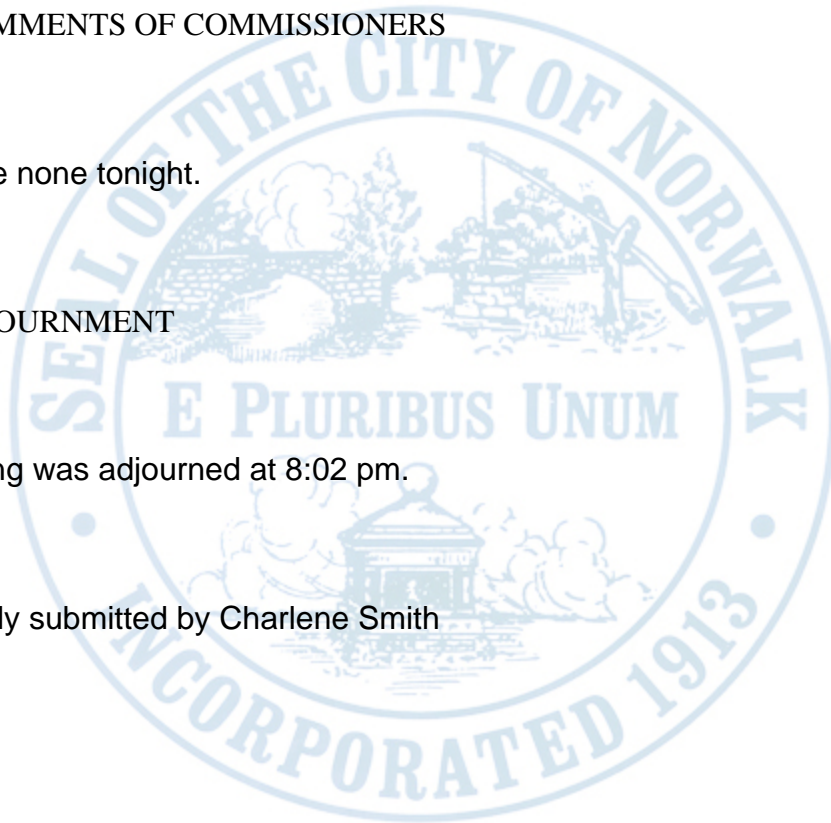 MMENTS OF COMMISSIONERS
e none tonight.
OURNMENT
ng was adjourned at 8:02 pm.
ly submitted by Charlene Smith
SEAL OF THE CITY OF NORWALK
E PLURIBUS UNUM
INCORPORATED 1913